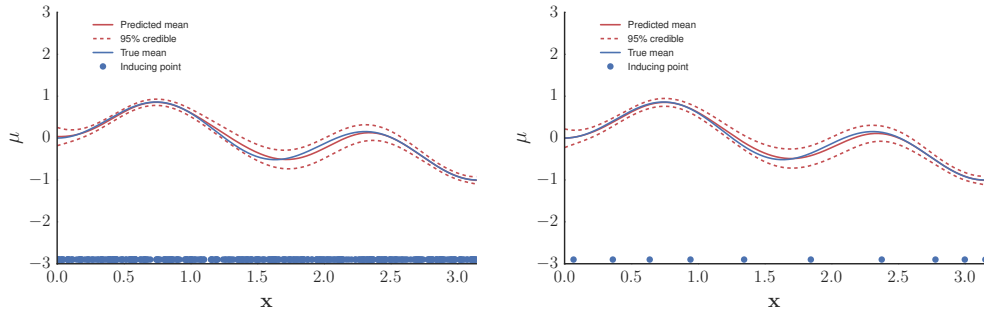 3
2
1
0
−1
−2
−3
μ
Predicted mean
95% credible
True mean
Inducing point
0.0 0.5 1.0 1.5 2.0 2.5 3.0
x
3
2
1
0
−1
−2
−3
μ
Predicted mean
95% credible
True mean
Inducing point
0.0 0.5 1.0 1.5 2.0 2.5 3.0
x